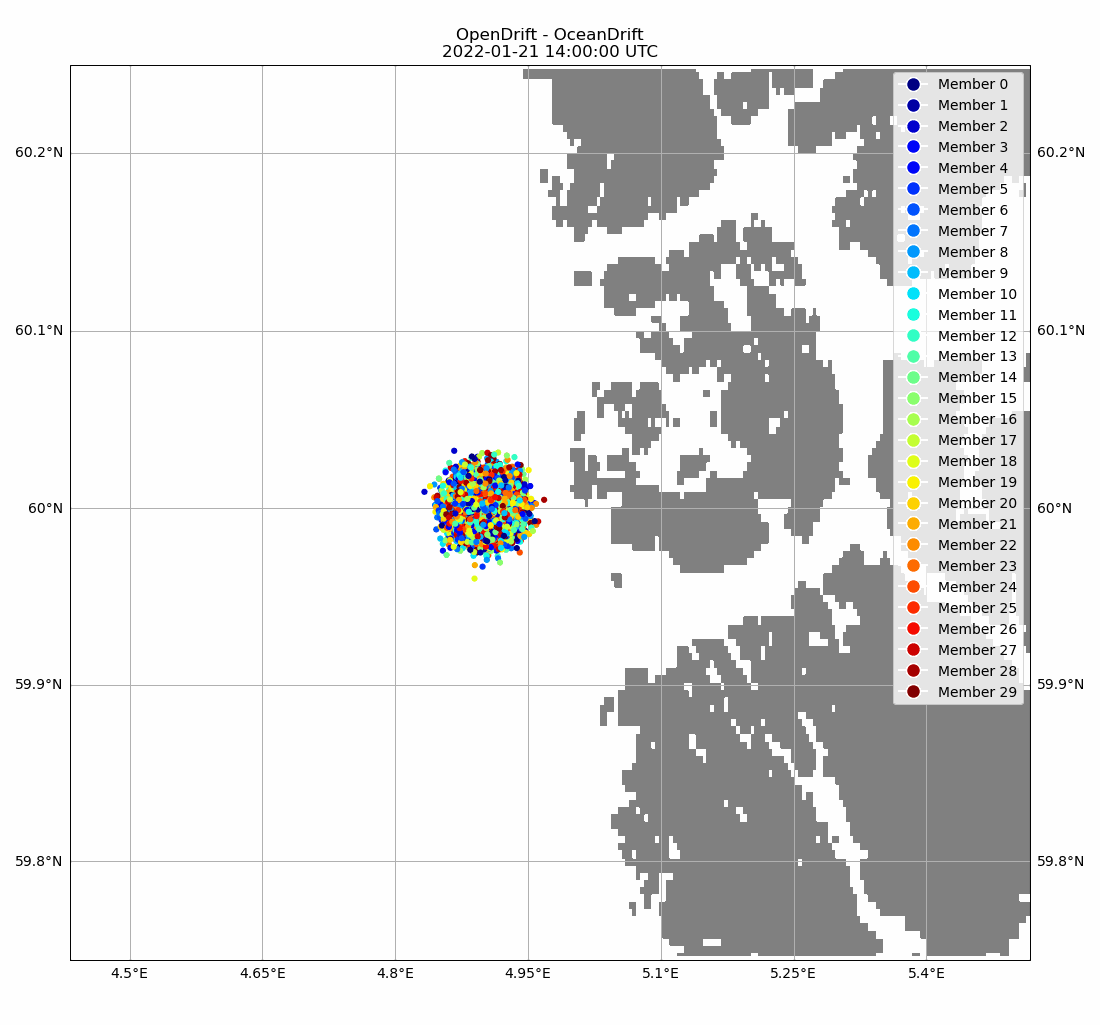 OpenDrift - OceanDrift
2022-01-21 14:00:00 UTC
Member 0
Member 1
Member 2
Member 3
Member 4
Member 5
Member 6
Member 7
Member 8
Member 9
Member 10
Member 11
Member 12
Member 13
Member 14
Member 15
Member 16
Member 17
Member 18
Member 19
Member 20
Member 21
Member 22
Member 23
Member 24
Member 25
Member 26
Member 27
Member 28
Member 29
60.2°N 60.2°N
60.1°N 60.1°N
60°N 60°N
59.9°N 59.9°N
59.8°N 59.8°N
4.5°E 4.65°E 4.8°E 4.95°E 5.1°E 5.25°E 5.4°E